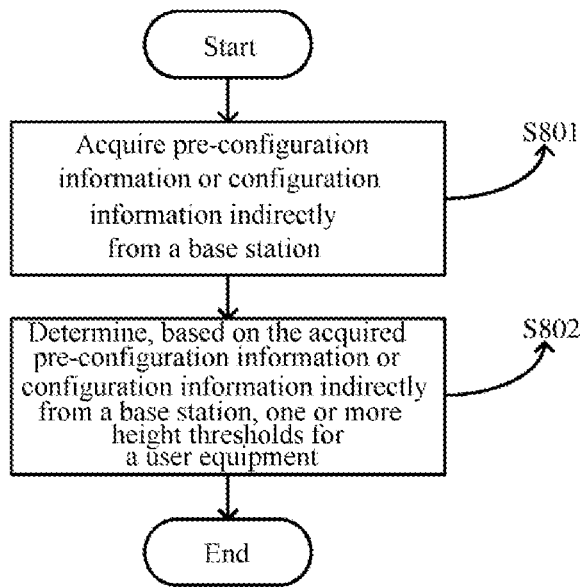 Start
Acquire pre-configuration
information or configuration
information indirectly
from a base station
S801
Determine, based on the acquired
pre-configuration information or
configuration information indirectly
from a base station, one or more
height thresholds for
a user equipment
S802
End